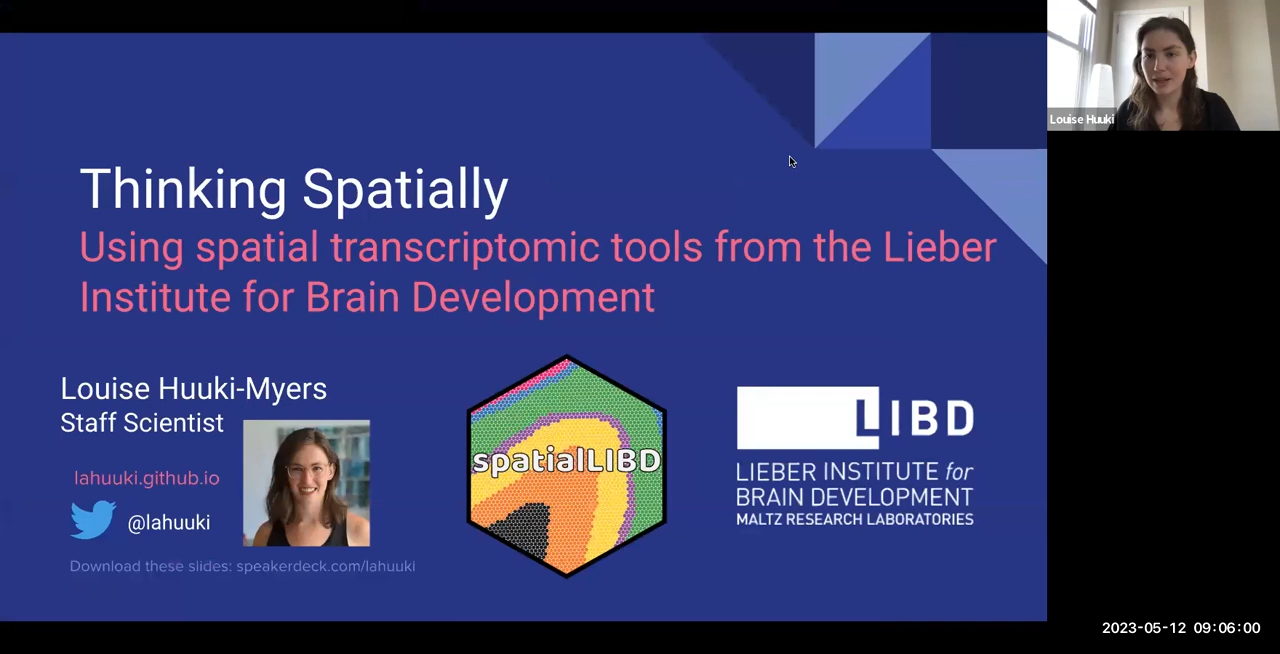 Thinking Spatially
Using spatial transcriptomic tools from the Lieber
Institute for Brain Development
Louise Huuki-Myers
Staff Scientist
lahuuki.github.io
@lahuuki
Download these slides: speakerdeck.com/lahuuki
spatialLIBD
LIBD
LIEBER INSTITUTE for
BRAIN DEVELOPMENT
MALTZ RESEARCH LABORATORIES
Louise Huuki
2023-05-12 09:06:00